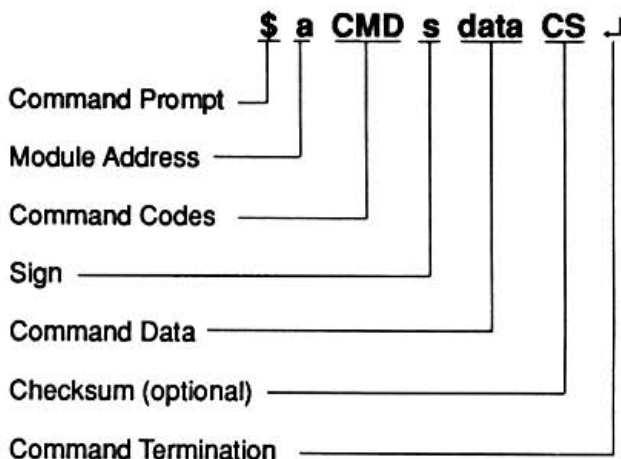 $ a CMD s data CS ↵
Command Prompt
Module Address
Command Codes
Sign
Command Data
Checksum (optional)
Command Termination